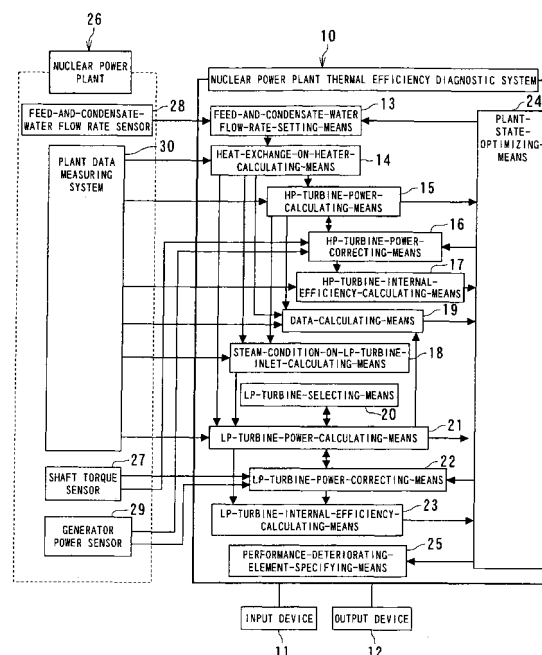 26
10
NUCLEAR POWER
PLANT
NUCLEAR POWER PLANT THERMAL EFFICIENCY DIAGNOSTIC SYSTEM
24
FEED-AND-CONDENSATE-
WATER FLOW RATE SENSOR
28
FEED-AND-CONDENSATE-WATER
FLOW-RATE-SETTING-MEANS
13
PLANT-
STATE-
OPTIMIZING-
MEANS
30
PLANT DATA
MEASURING
SYSTEM
HEAT-EXCHANGE-ON-HEATER-
CALCULATING-MEANS
14
HP-TURBINE-POWER-
CALCULATING-MEANS
15
HP-TURBINE-POWER-
CORRECTING-MEANS
16
HP-TURBINE-INTERNAL-
EFFICIENCY-CALCULATING-MEANS
17
DATA-CALCULATING-MEANS
19
STEAM-CONDITION-ON-LP-TURBINE-
INLET-CALCULATING-MEANS
18
LP-TURBINE-SELECTING-MEANS
20
LP-TURBINE-POWER-CALCULATING-MEANS
21
27
SHAFT TORQUE
SENSOR
LP-TURBINE-POWER-CORRECTING-MEANS
22
29
GENERATOR
POWER SENSOR
LP-TURBINE-INTERNAL-EFFICIENCY-
CALCULATING-MEANS
23
PERFORMANCE-DETERIORATING-
ELEMENT-SPECIFYING-MEANS
25
INPUT DEVICE
OUTPUT DEVICE
11
12